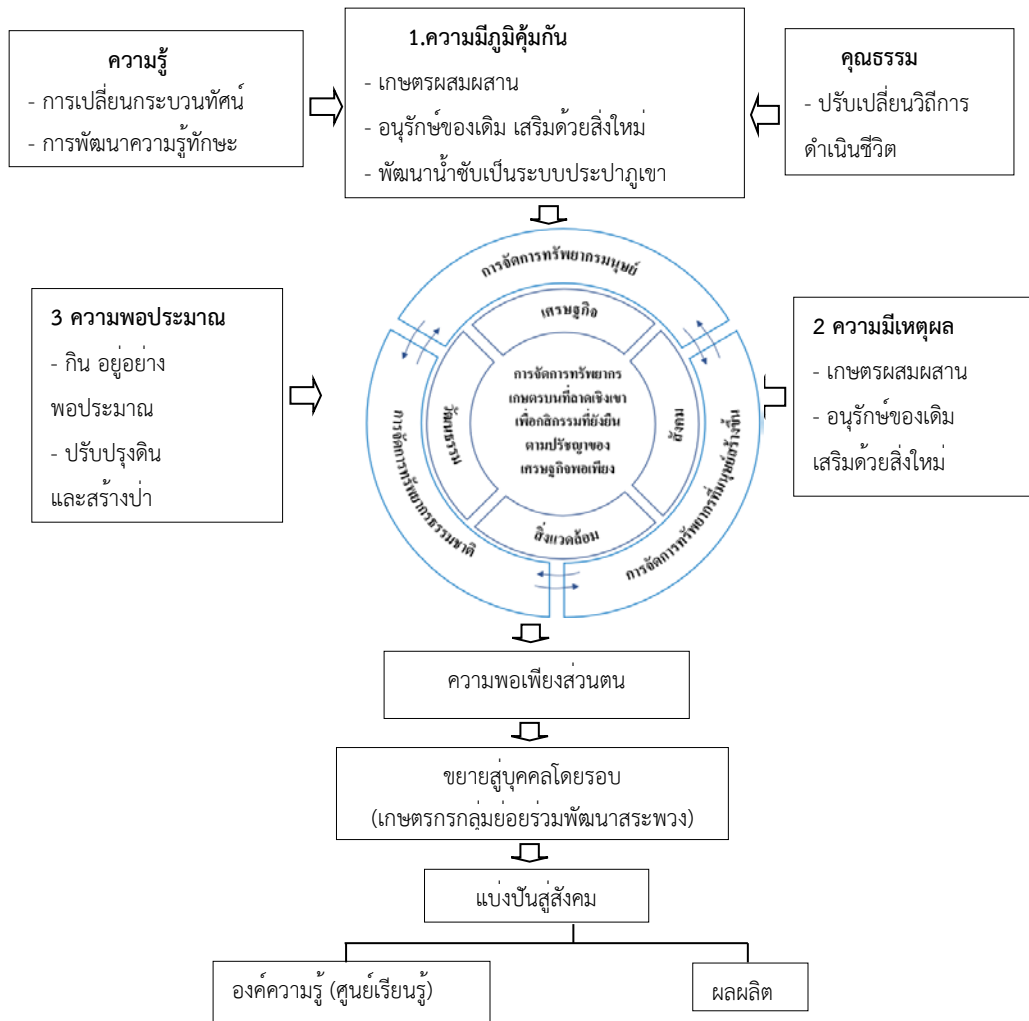 ความรู้
- การเปลี่ยนกระบวนทัศน์
- การพัฒนาความรู้ทักษะ
1.ความมีภูมิคุ้มกัน
- เกษตรผสมผสาน
- อนุรักษ์ของเดิม เสริมด้วยสิ่งใหม่
- พัฒนาน้ำซับเป็นระบบประปาภูเขา
คุณธรรม
- ปรับเปลี่ยนวิถีการ
ดำเนินชีวิต
3 ความพอประมาณ
- กิน อยู่อย่าง
พอประมาณ
- ปรับปรุงดิน
และสร้างป่า
การจัดการทรัพยากรมนุษย์
การจัดการทรัพยากรธรรมชาติ
การจัดการทรัพยากรที่มนุษย์สร้างขึ้น
เศรษฐกิจ
วัฒนธรรม
สังคม
สิ่งแวดล้อม
การจัดการทรัพยากร
เกษตรบนที่ลาดเชิงเขา
เพื่อกสิกรรมที่ยั่งยืน
ตามปรัชญาของ
เศรษฐกิจพอเพียง
2 ความมีเหตุผล
- เกษตรผสมผสาน
- อนุรักษ์ของเดิม
เสริมด้วยสิ่งใหม่
ความพอเพียงส่วนตน
ขยายสู่บุคคลโดยรอบ
(เกษตรกรกลุ่มย่อยร่วมพัฒนาสระพวง)
แบ่งปันสู่สังคม
องค์ความรู้ (ศูนย์เรียนรู้)
ผลผลิต